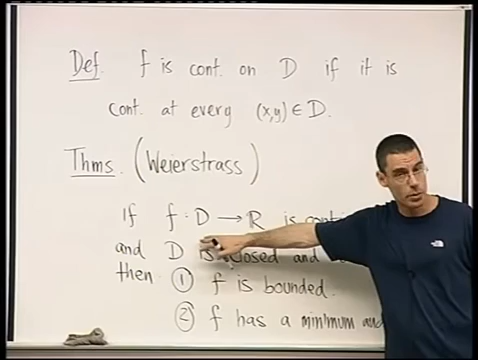 Def. f is cont. on D if it is
cont. at every (x,y) ∈ D.
Thms. (Weierstrass)
If f: D → R is conti
and D is closed and
then ① f is bounded.
② f has a minimum and